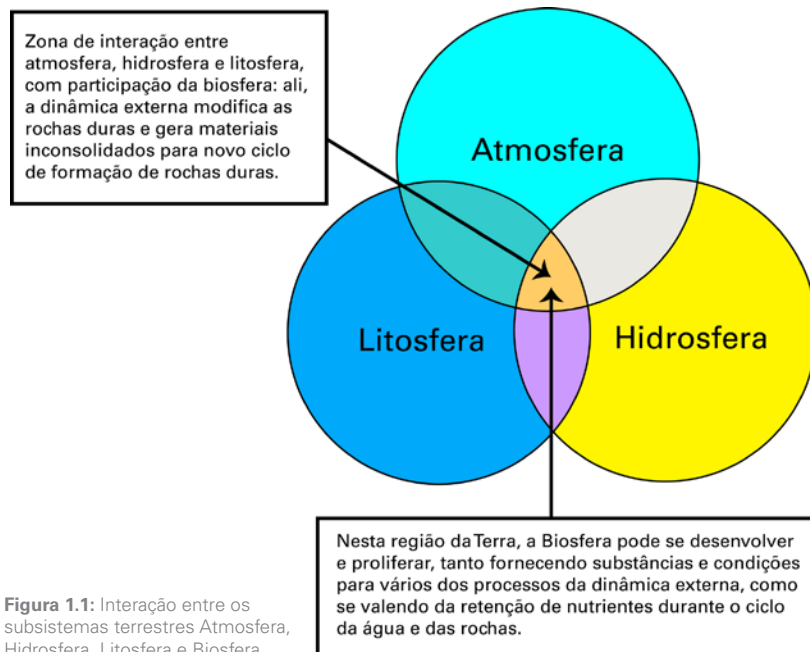 Zona de interação entre
atmosfera, hidrosfera e litosfera,
com participação da biosfera: ali,
a dinâmica externa modifica as
rochas duras e gera materiais
inconsolidados para novo ciclo
de formação de rochas duras.
Atmosfera
Litosfera
Hidrosfera
Nesta região da Terra, a Biosfera pode se desenvolver
e proliferar, tanto fornecendo substâncias e condições
para vários dos processos da dinâmica externa, como
se valendo da retenção de nutrientes durante o ciclo
da água e das rochas.
Figura 1.1: Interação entre os
subsistemas terrestres Atmosfera,
Hidrosfera, Litosfera e Biosfera